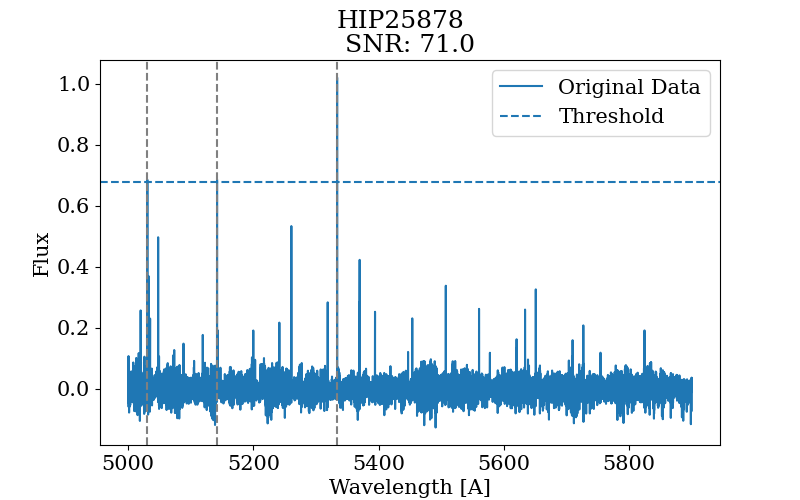 HIP25878
SNR: 71.0
Original Data
Threshold
Flux
1.0
0.8
0.6
0.4
0.2
0.0
5000 5200 5400 5600 5800
Wavelength [A]